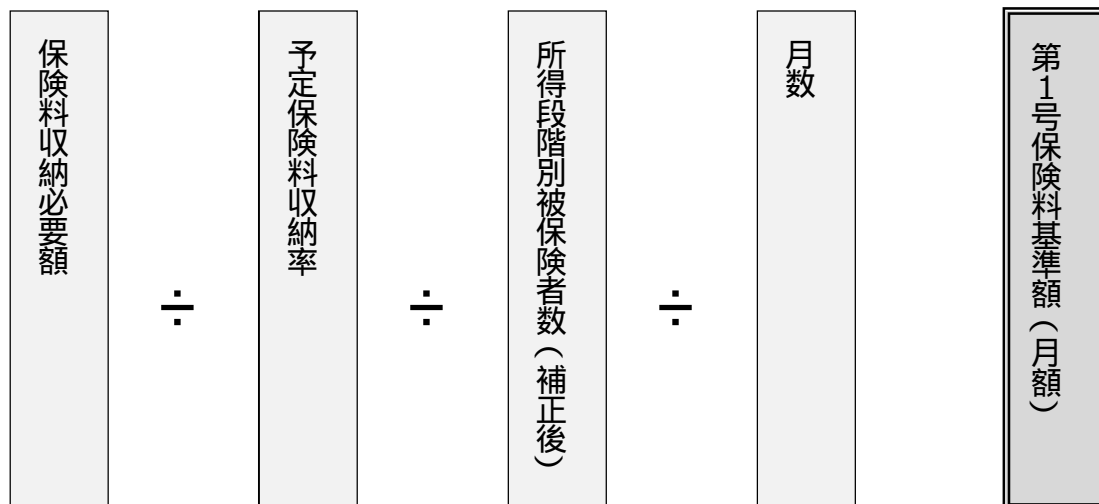 保険料収納必要額
÷
予定保険料収納率
÷
所得段階別被保険者数（補正後）
÷
月数
第１号保険料基準額（月額）